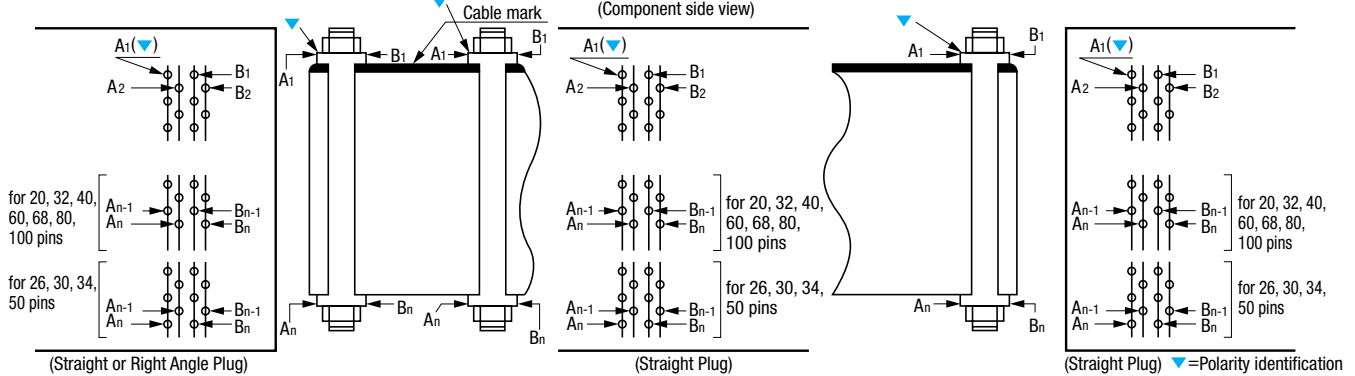 (Component side view)
Cable mark
A1(▼)
B1
A2
B2
for 20, 32, 40,
60, 68, 80,
100 pins
An-1
An
Bn-1
Bn
for 26, 30, 34,
50 pins
An-1
An
Bn-1
Bn
(Straight or Right Angle Plug)
A1
B1
A1
B1
An
Bn
An
Bn
A1(▼)
B1
A2
B2
An-1
An
Bn-1
Bn
for 20, 32, 40,
60, 68, 80,
100 pins
An-1
An
Bn-1
Bn
for 26, 30, 34,
50 pins
(Straight Plug)
A1
B1
An
Bn
A1(▼)
B1
A2
B2
An-1
An
Bn-1
Bn
for 20, 32, 40,
60, 68, 80,
100 pins
An-1
An
Bn-1
Bn
for 26, 30, 34,
50 pins
(Straight Plug) ▼=Polarity identification